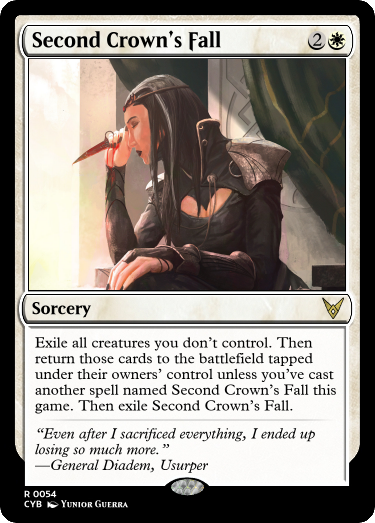 Second Crown's Fall 2
Sorcery
Exile all creatures you don't control. Then
return those cards to the battlefield tapped
under their owners' control unless you've cast
another spell named Second Crown's Fall this
game. Then exile Second Crown's Fall.
“Even after I sacrificed everything, I ended up
losing so much more.”
—General Diadem, Usurper
R 0054
CYB Yunior Guerra